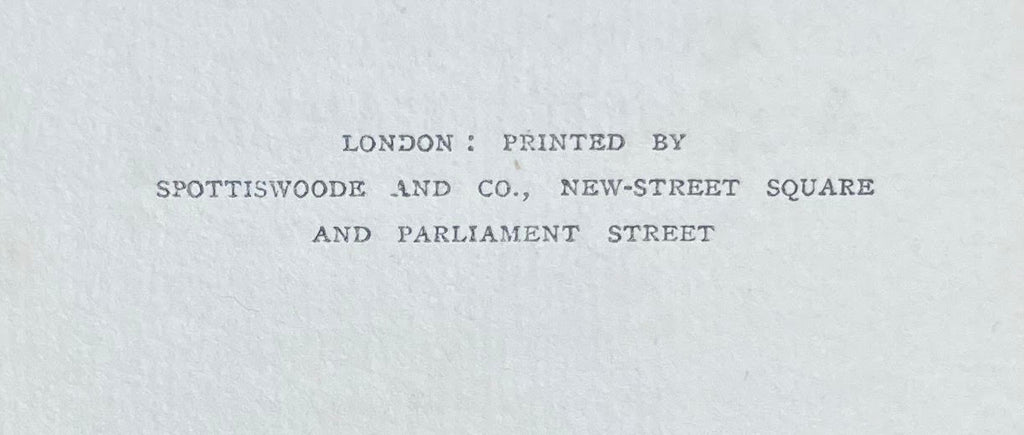 LONDON : PRINTED BY
SPOTTISWOODE AND CO., NEW-STREET SQUARE
AND PARLIAMENT STREET